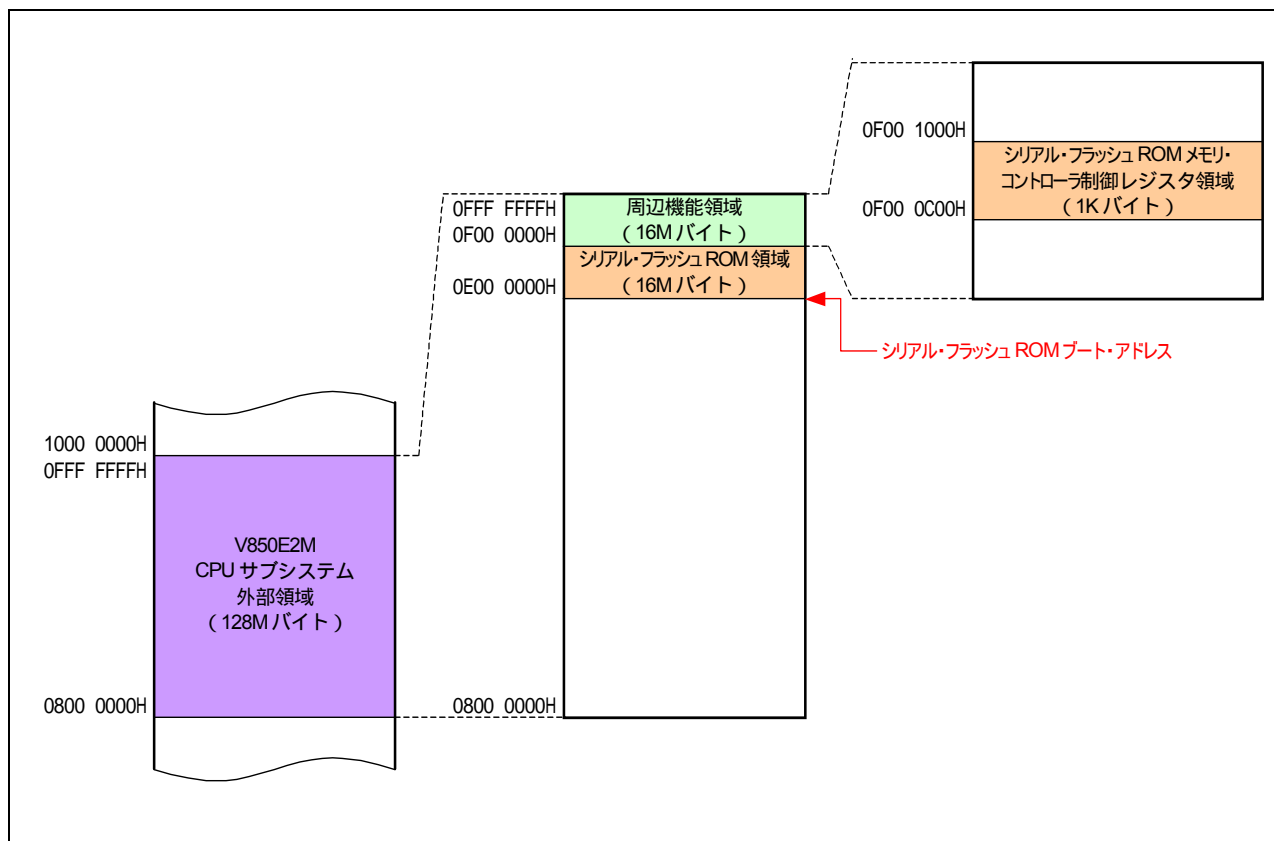 0F00 1000H
シリアル・フラッシュ ROM メモリ・
コントローラ制御レジスタ領域
(1K バイト)
0F00 0C00H
0FFF FFFFH
周辺機能領域
(16M バイト)
0F00 0000H
シリアル・フラッシュ ROM 領域
(16M バイト)
0E00 0000H
シリアル・フラッシュ ROM ブート・アドレス
1000 0000H
0FFF FFFFH
V850E2M
CPU サブシステム
外部領域
(128M バイト)
0800 0000H
0800 0000H